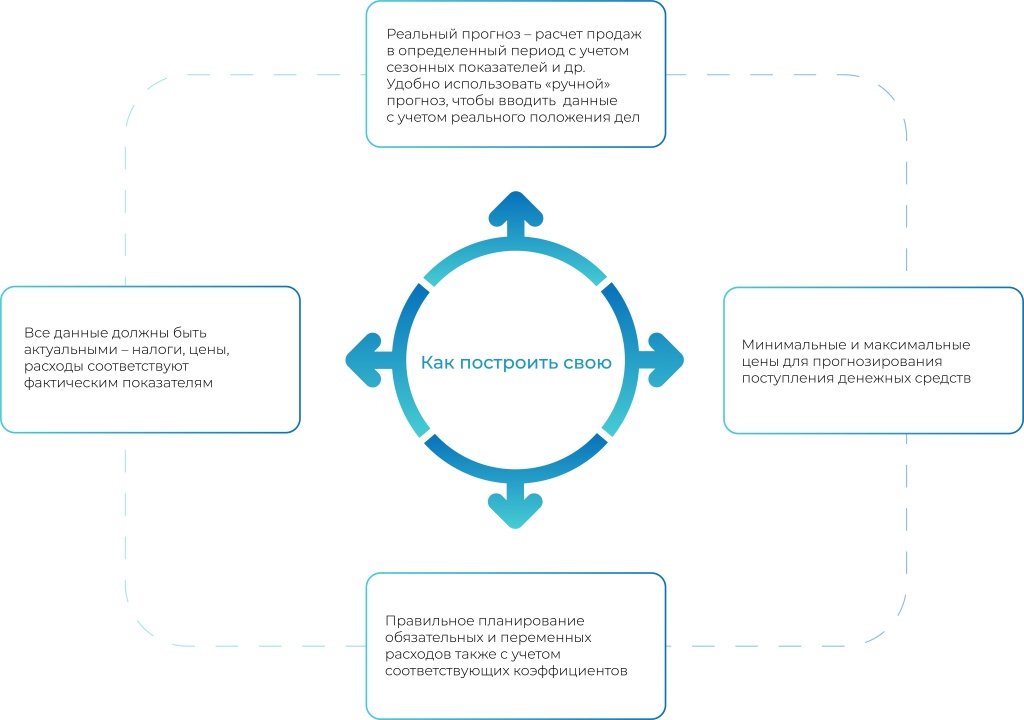 Реальный прогноз – расчет продаж
в определенный период с учетом
сезонных показателей и др.
Удобно использовать «ручной»
прогноз, чтобы вводить  данные
с учетом реального положения дел
Все данные должны быть
актуальными – налоги, цены,
расходы соответствуют
фактическим показателям
Как построить свою
Минимальные и максимальные
цены для прогнозирования
поступления денежных средств
Правильное планирование
обязательных и переменных
расходов также с учетом
соответствующих коэффициентов